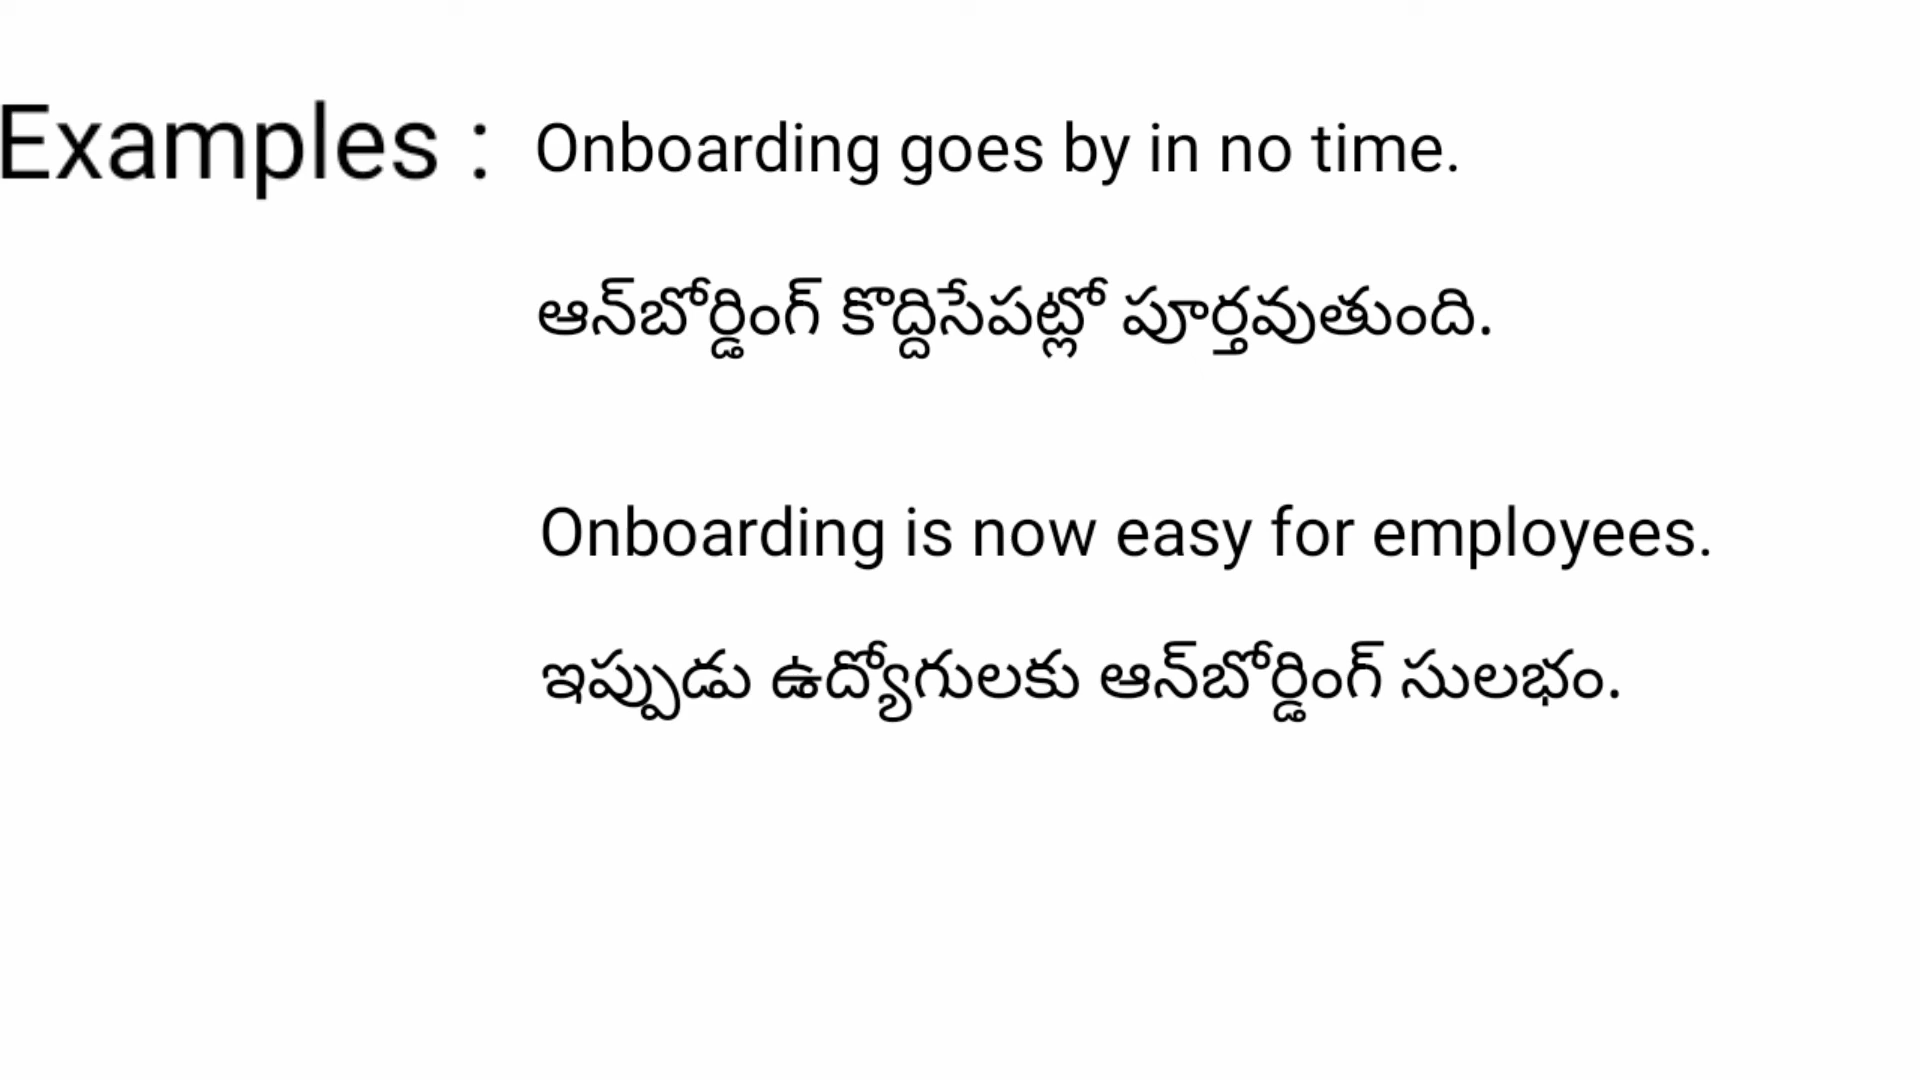 Examples : Onboarding goes by in no time.
ఆన్‌బోర్డింగ్ కొద్దిసేపట్లో పూర్తవుతుంది.
Onboarding is now easy for employees.
ఇప్పుడు ఉద్యోగులకు ఆన్‌బోర్డింగ్ సులభం.